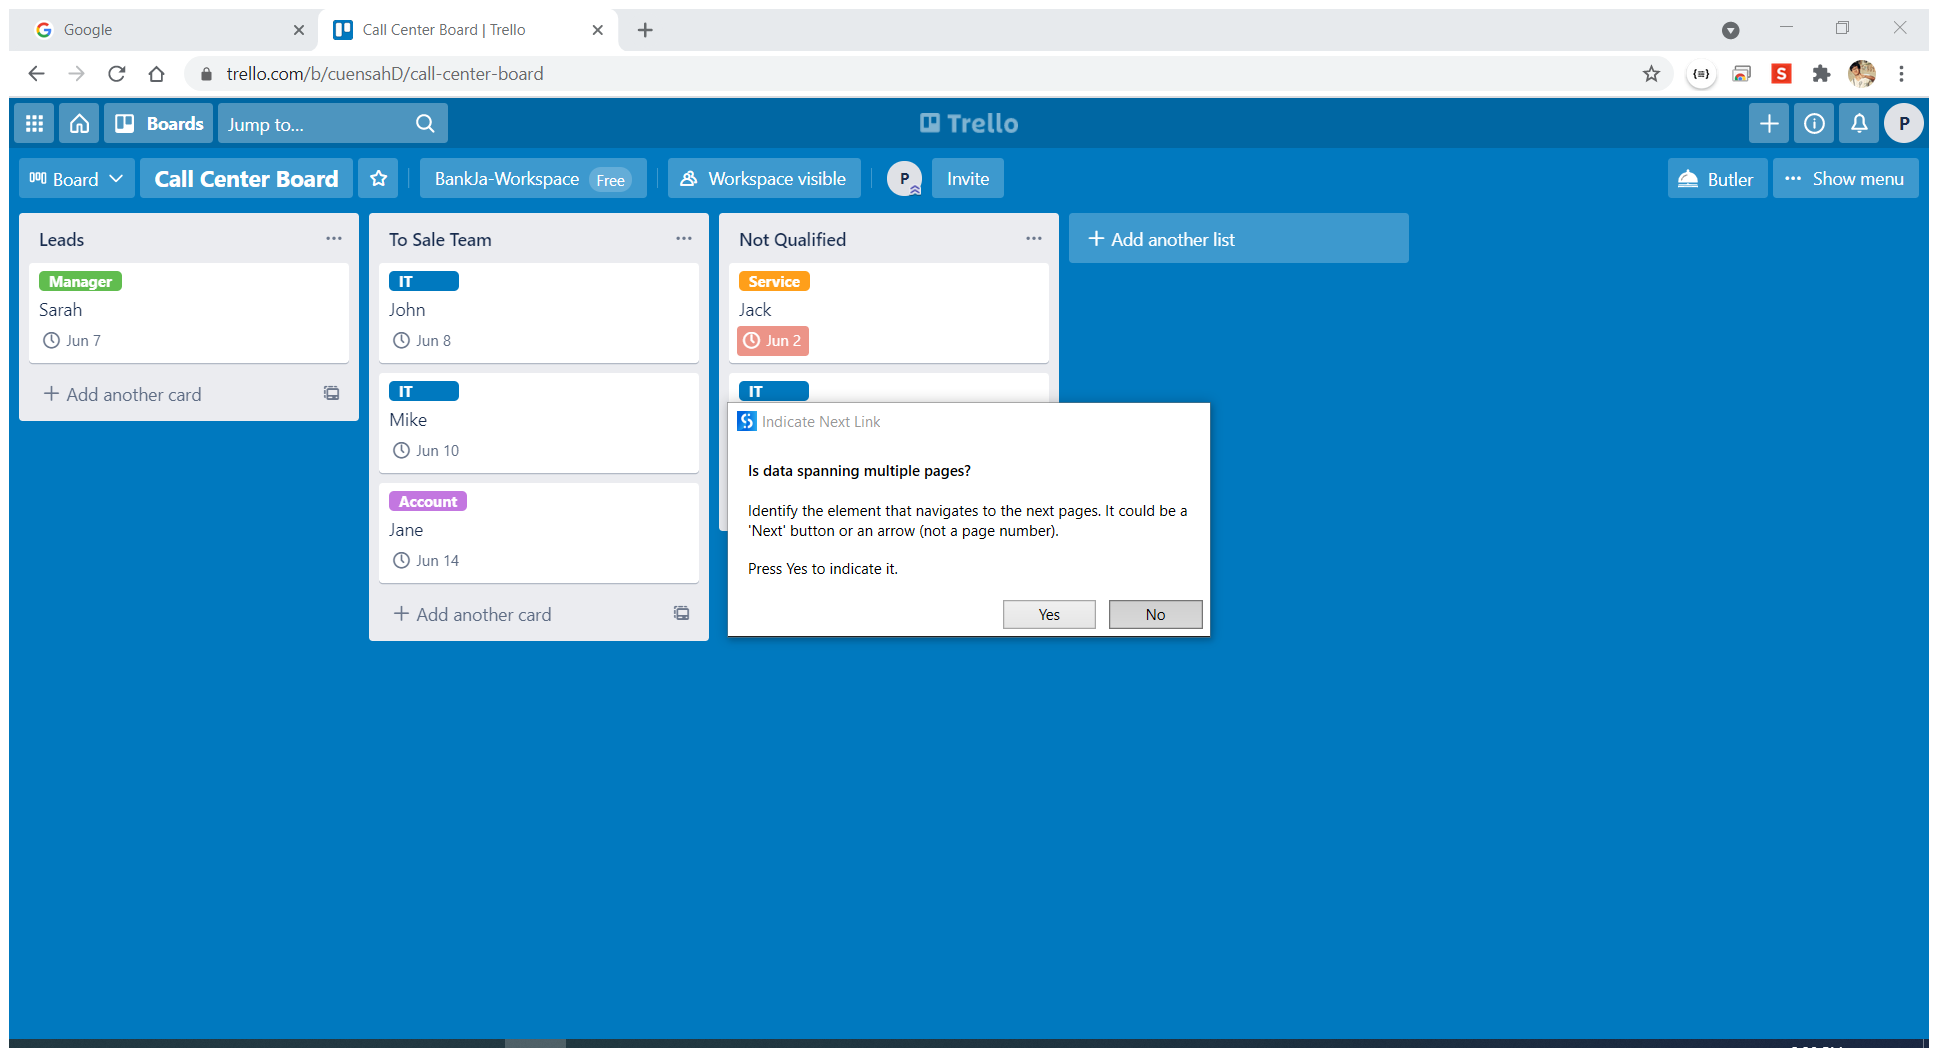 Google
Call Center Board | Trello
trello.com/b/cuensahD/call-center-board
S
Boards
Jump to...
Trello
P
Board
Call Center Board
BankJa-Workspace Free
Workspace visible
P
Invite
Butler
Show menu
Leads
Manager
Sarah
Jun 7
+ Add another card
To Sale Team
IT
John
Jun 8
IT
Mike
Jun 10
Account
Jane
Jun 14
+ Add another card
Not Qualified
Service
Jack
Jun 2
IT
+ Add another list
Indicate Next Link
Is data spanning multiple pages?
Identify the element that navigates to the next pages. It could be a
'Next' button or an arrow (not a page number).
Press Yes to indicate it.
Yes
No